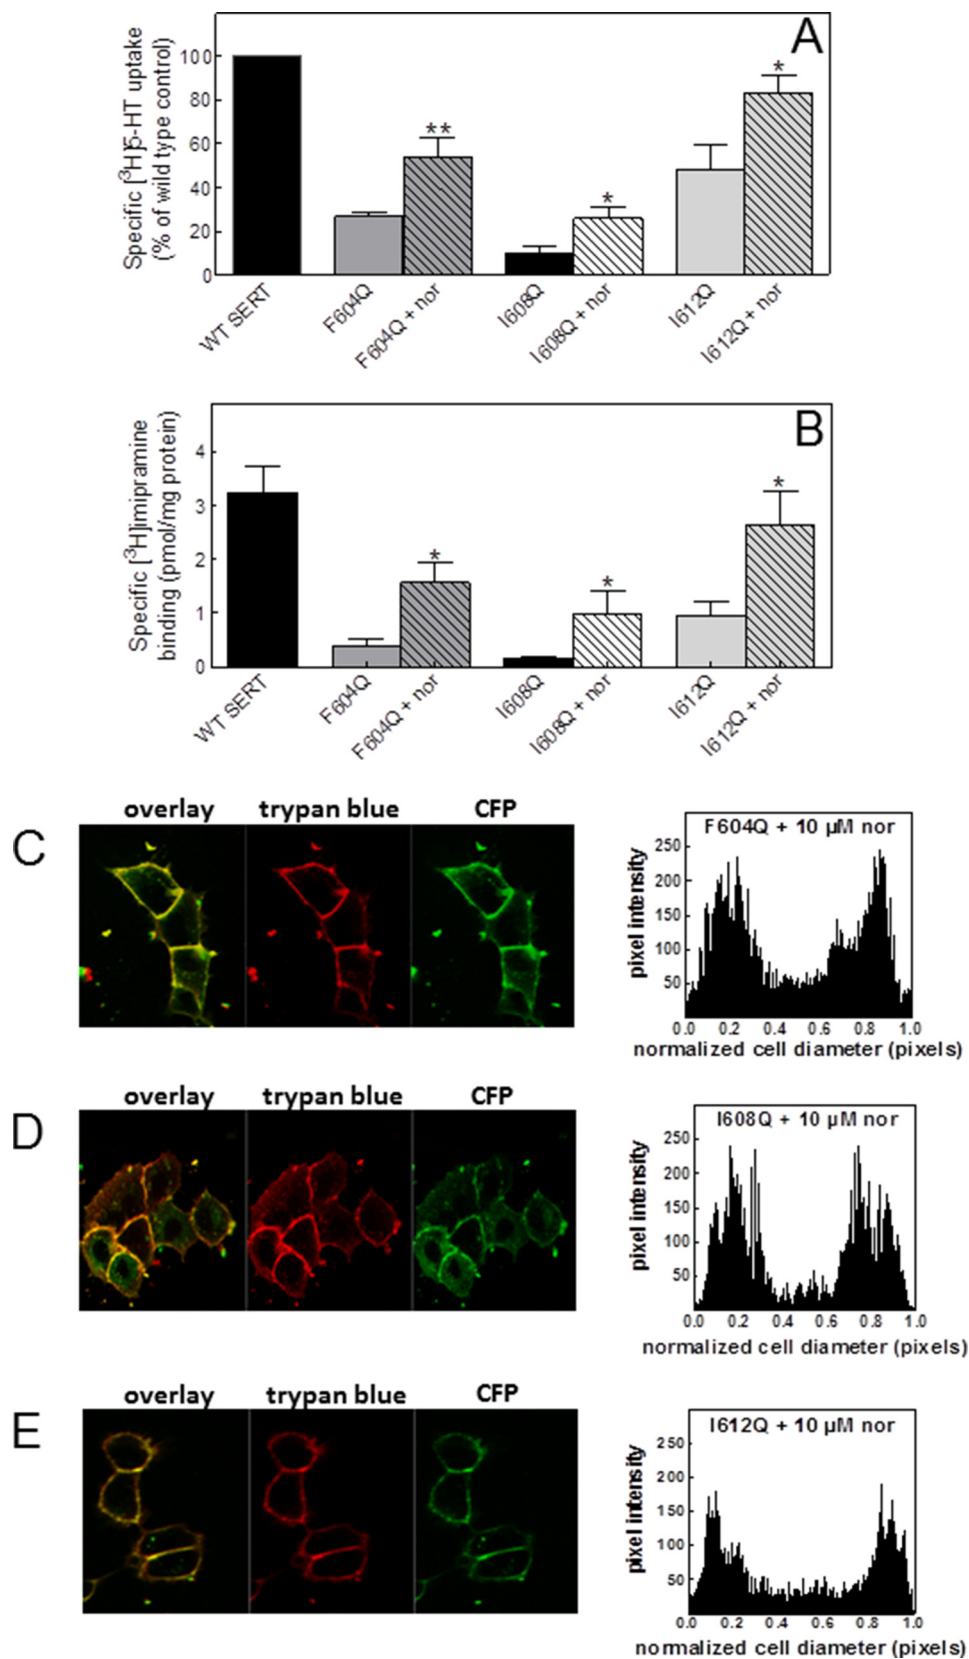 A
Specific [³H]5-HT uptake
(% of wild type control)
100
80
60
40
20
0
**
*
*
WT SERT
F604Q
F604Q + nor
I608Q
I608Q + nor
I612Q
I612Q + nor
B
Specific [³H]imipramine
binding (pmol/mg protein)
4
3
2
1
0
*
*
*
WT SERT
F604Q
F604Q + nor
I608Q
I608Q + nor
I612Q
I612Q + nor
C
overlay trypan blue CFP
F604Q + 10 µM nor
pixel intensity
250
200
150
100
50
0.0 0.2 0.4 0.6 0.8 1.0
normalized cell diameter (pixels)
D
overlay trypan blue CFP
I608Q + 10 µM nor
pixel intensity
250
200
150
100
50
0.0 0.2 0.4 0.6 0.8 1.0
normalized cell diameter (pixels)
E
overlay trypan blue CFP
I612Q + 10 µM nor
pixel intensity
250
200
150
100
50
0.0 0.2 0.4 0.6 0.8 1.0
normalized cell diameter (pixels)